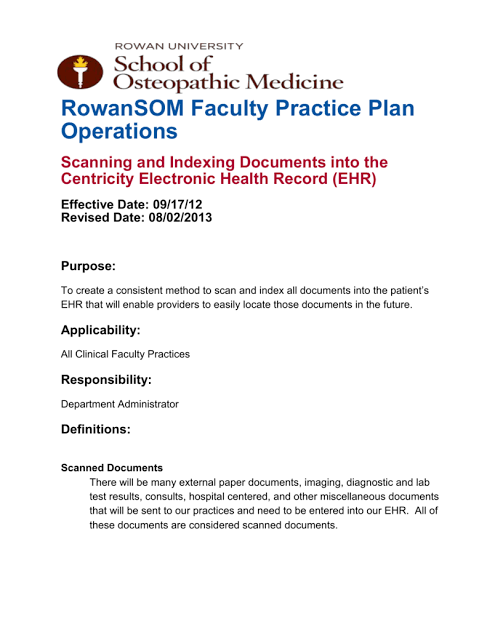 ROWAN UNIVERSITY
School of
Osteopathic Medicine
RowanSOM Faculty Practice Plan
Operations
Scanning and Indexing Documents into the
Centricity Electronic Health Record (EHR)
Effective Date: 09/17/12
Revised Date: 08/02/2013
Purpose:
To create a consistent method to scan and index all documents into the patient's
EHR that will enable providers to easily locate those documents in the future.
Applicability:
All Clinical Faculty Practices
Responsibility:
Department Administrator
Definitions:
Scanned Documents
There will be many external paper documents, imaging, diagnostic and lab
test results, consults, hospital centered, and other miscellaneous documents
that will be sent to our practices and need to be entered into our EHR.  All of
these documents are considered scanned documents.